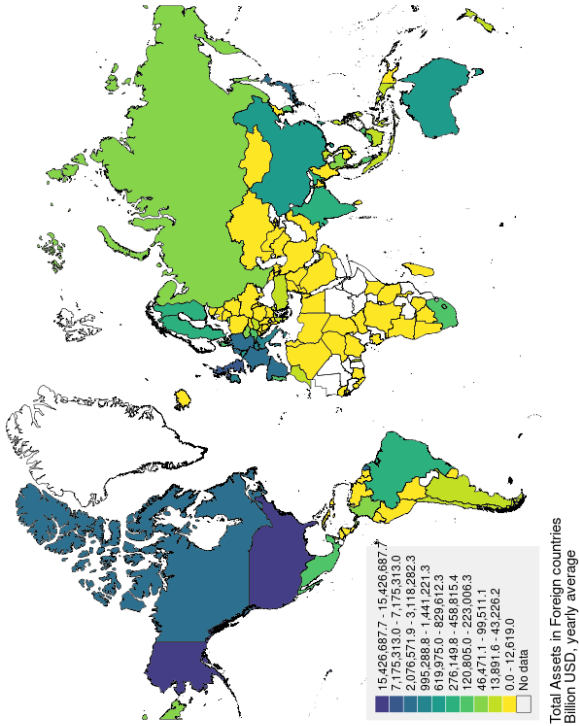 15,426,687.7 - 15,426,687.7
7,175,313.0 - 7,175,313.0
2,076,571.9 - 3,118,282.3
995,288.8 - 1,441,221.3
619,975.0 - 829,612.3
276,149.8 - 458,815.4
120,805.0 - 223,006.3
46,471.1 - 99,511.1
13,891.6 - 43,226.2
0.0 - 12,619.0
No data
Total Assets in Foreign countries
Billion USD, yearly average